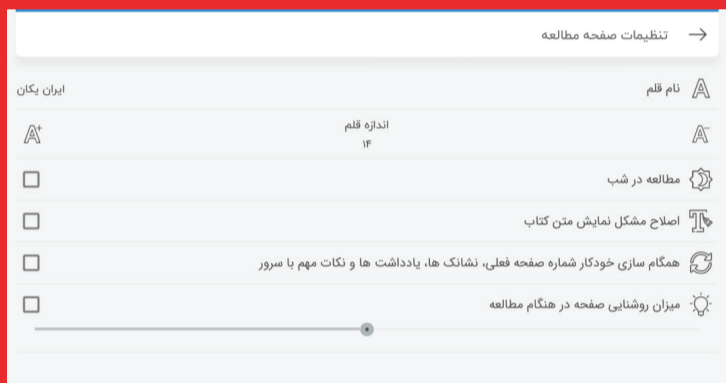 تنظیمات صفحه مطالعه
نام قلم
ایران یکان
اندازه قلم
۱۴
مطالعه در شب
اصلاح مشکل نمایش متن کتاب
همگام سازی خودکار شماره صفحه فعلی، نشانک ها، یادداشت ها و نکات مهم با سرور
میزان روشنایی صفحه در هنگام مطالعه